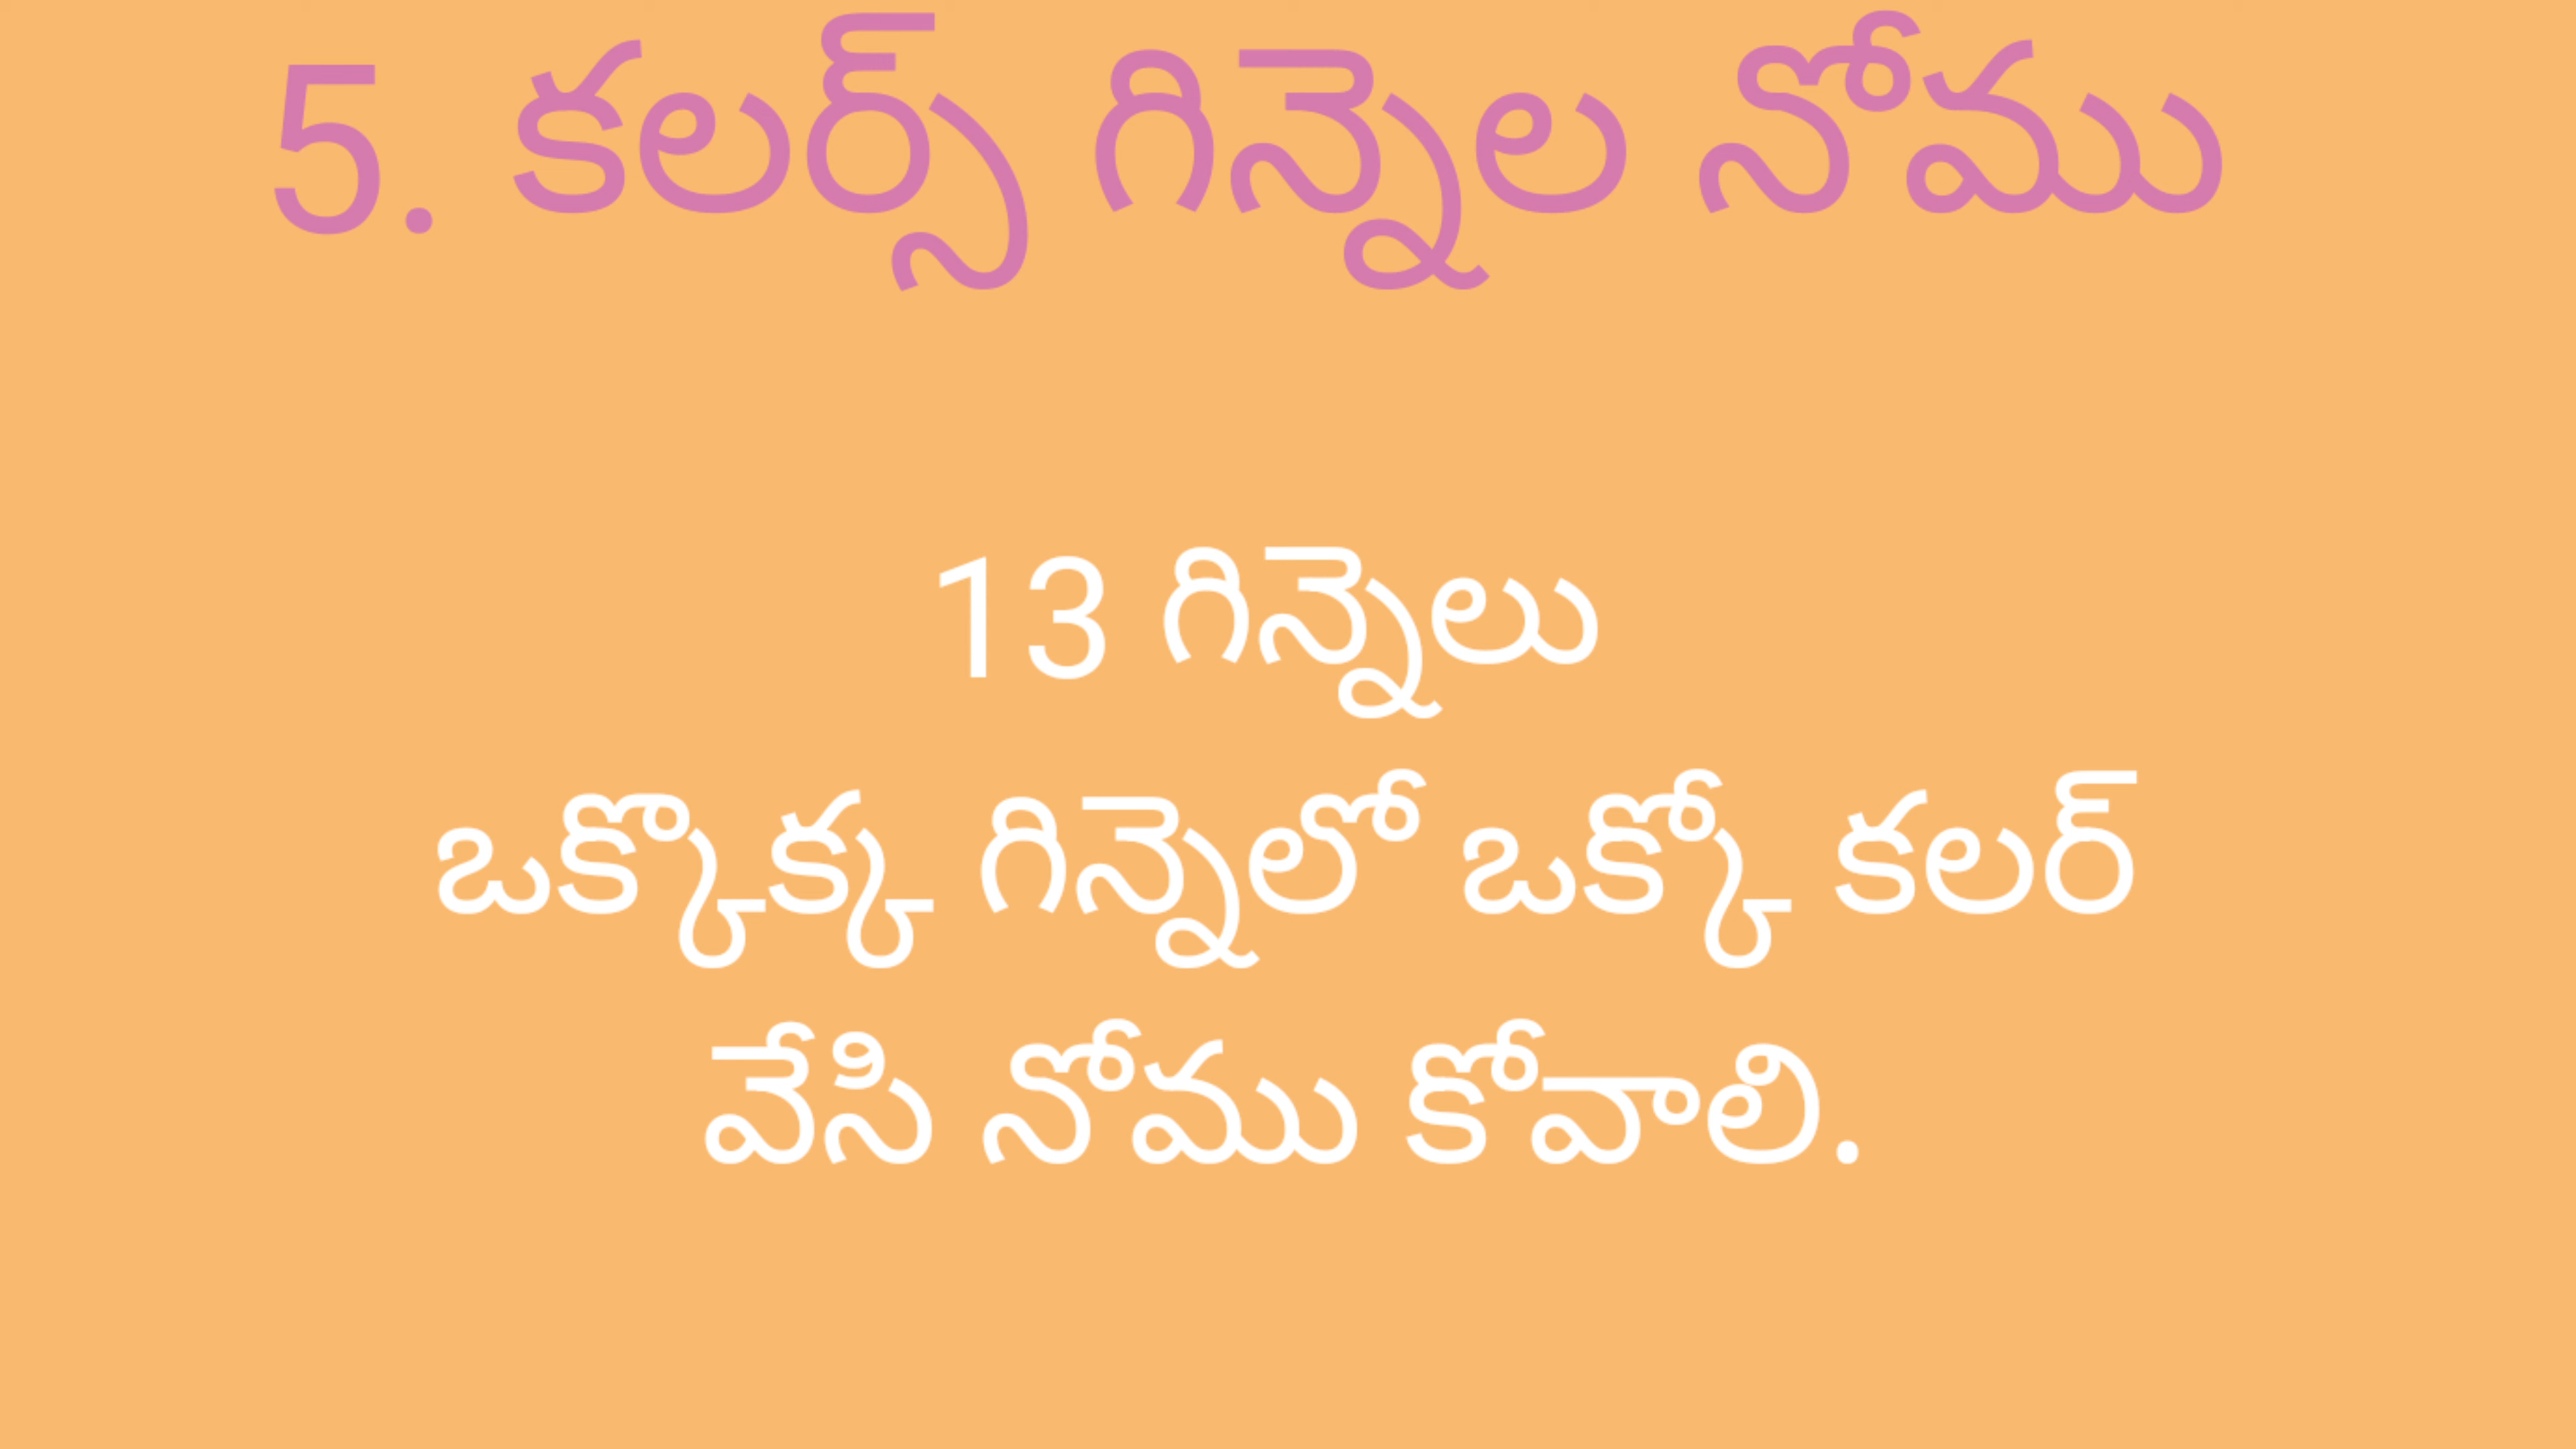 5. కలర్స్ గిన్నెల నోము
13 గిన్నెలు
ఒక్కొక్క గిన్నెలో ఒక్కో కలర్
వేసి నోము కోవాలి.